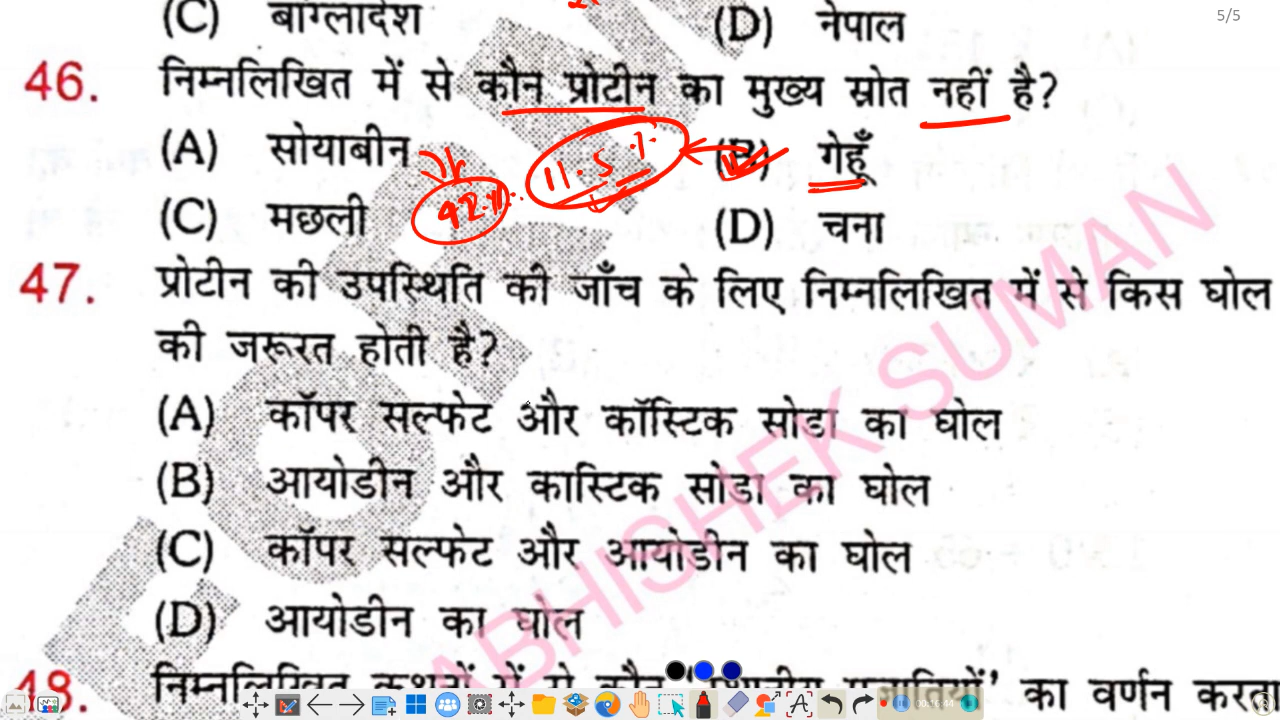 5/5
(C) बांग्लादेश (D) नेपाल
46. निम्नलिखित में से कौन प्रोटीन का मुख्य स्रोत नहीं है?
(A) सोयाबीन 11.5% (B) गेहूँ
(C) मछली 42% (D) चना
47. प्रोटीन की उपस्थिति की जाँच के लिए निम्नलिखित में से किस घोल
की जरूरत होती है?
(A) कॉपर सल्फेट और कॉस्टिक सोडा का घोल
(B) आयोडीन और कास्टिक सोडा का घोल
(C) कॉपर सल्फेट और आयोडीन का घोल
(D) आयोडीन का घोल
48. निम्नलिखित कथनों में से कौन का वर्णन करता
ABHISHEK SUMAN